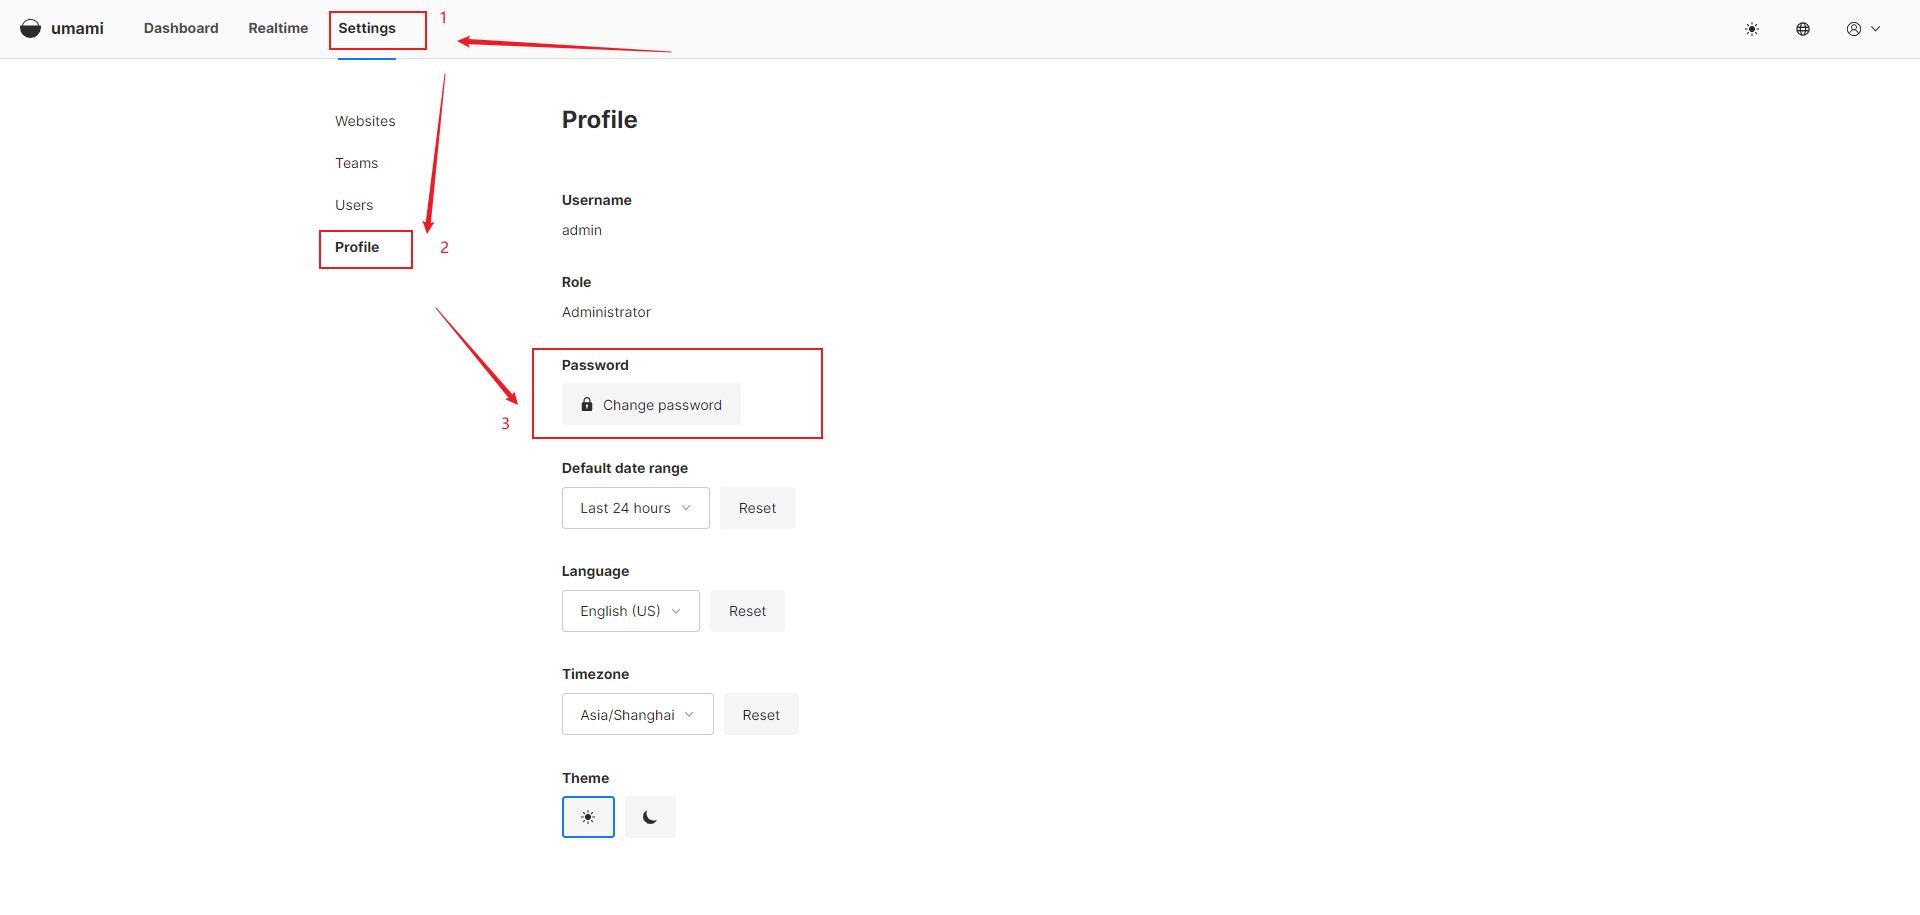 umami Dashboard Realtime Settings 1
Websites
Teams
Users
Profile 2
Profile
Username
admin
Role
Administrator
3
Password
Change password
Default date range
Last 24 hours Reset
Language
English (US) Reset
Timezone
Asia/Shanghai Reset
Theme